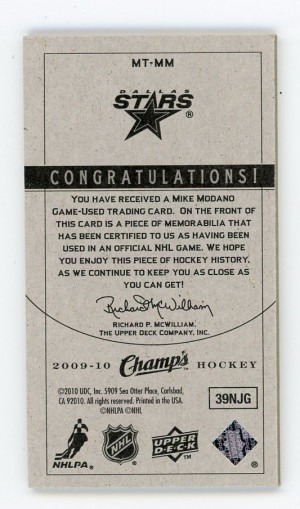 MT-MM
DALLAS
STARS
®
CONGRATULATIONS!
YOU HAVE RECEIVED A MIKE MODANO
GAME-USED TRADING CARD. ON THE FRONT OF
THIS CARD IS A PIECE OF MEMORABILIA THAT
HAS BEEN CERTIFIED TO US AS HAVING BEEN
USED IN AN OFFICIAL NHL GAME. WE HOPE
YOU ENJOY THIS PIECE OF HOCKEY HISTORY,
AS WE CONTINUE TO KEEP YOU AS CLOSE AS
YOU CAN GET!
Richard McWilliam
RICHARD P. MCWILLIAM,
THE UPPER DECK COMPANY, INC.
2009-10 Champ's HOCKEY
©2010 UDC, Inc. 5909 Sea Otter Place, Carlsbad,
CA 92010. All rights reserved. Printed in the USA.
©NHLPA ©NHL
39NJG
NHLPA.
NHL
UPPER
DECK
®